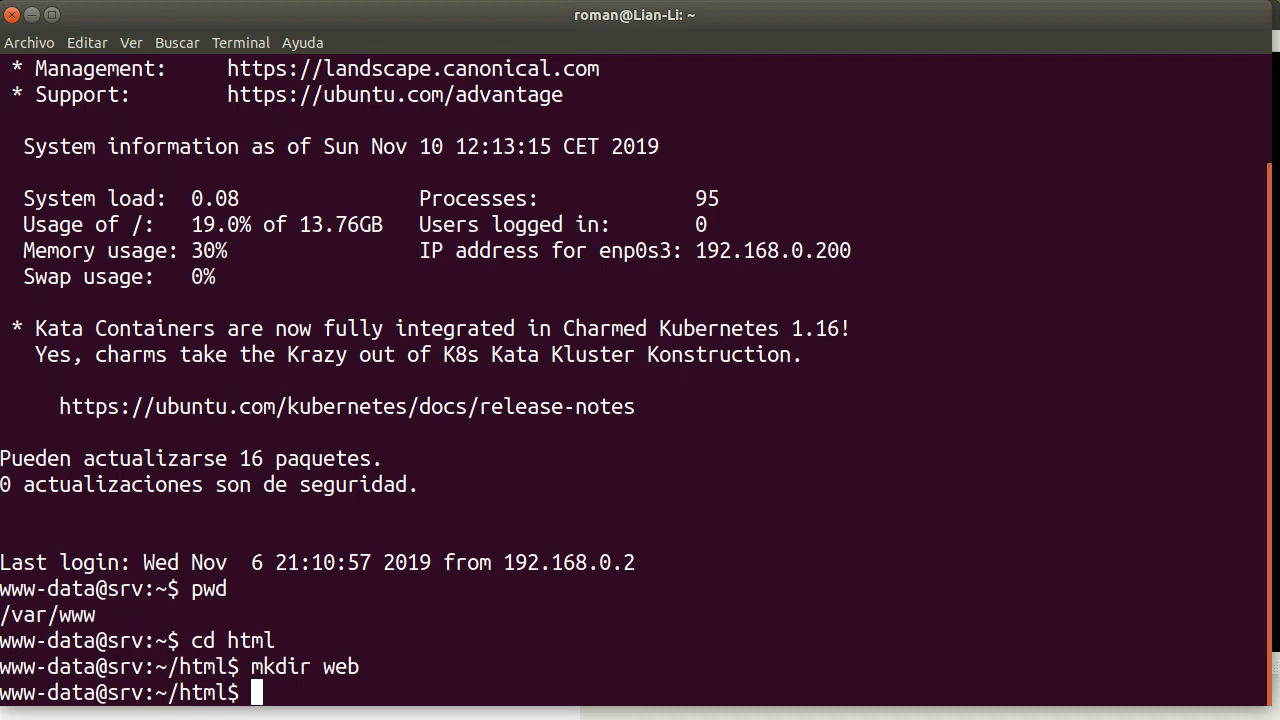 roman@Lian-Li: ~
Archivo Editar Ver Buscar Terminal Ayuda
* Management:     https://landscape.canonical.com
* Support:        https://ubuntu.com/advantage
System information as of Sun Nov 10 12:13:15 CET 2019
System load:  0.08               Processes:             95
Usage of /:   19.0% of 13.76GB   Users logged in:       0
Memory usage: 30%                IP address for enp0s3: 192.168.0.200
Swap usage:   0%
* Kata Containers are now fully integrated in Charmed Kubernetes 1.16!
Yes, charms take the Krazy out of K8s Kata Kluster Konstruction.
https://ubuntu.com/kubernetes/docs/release-notes
Pueden actualizarse 16 paquetes.
0 actualizaciones son de seguridad.
Last login: Wed Nov  6 21:10:57 2019 from 192.168.0.2
www-data@srv:~$ pwd
/var/www
www-data@srv:~$ cd html
www-data@srv:~/html$ mkdir web
www-data@srv:~/html$